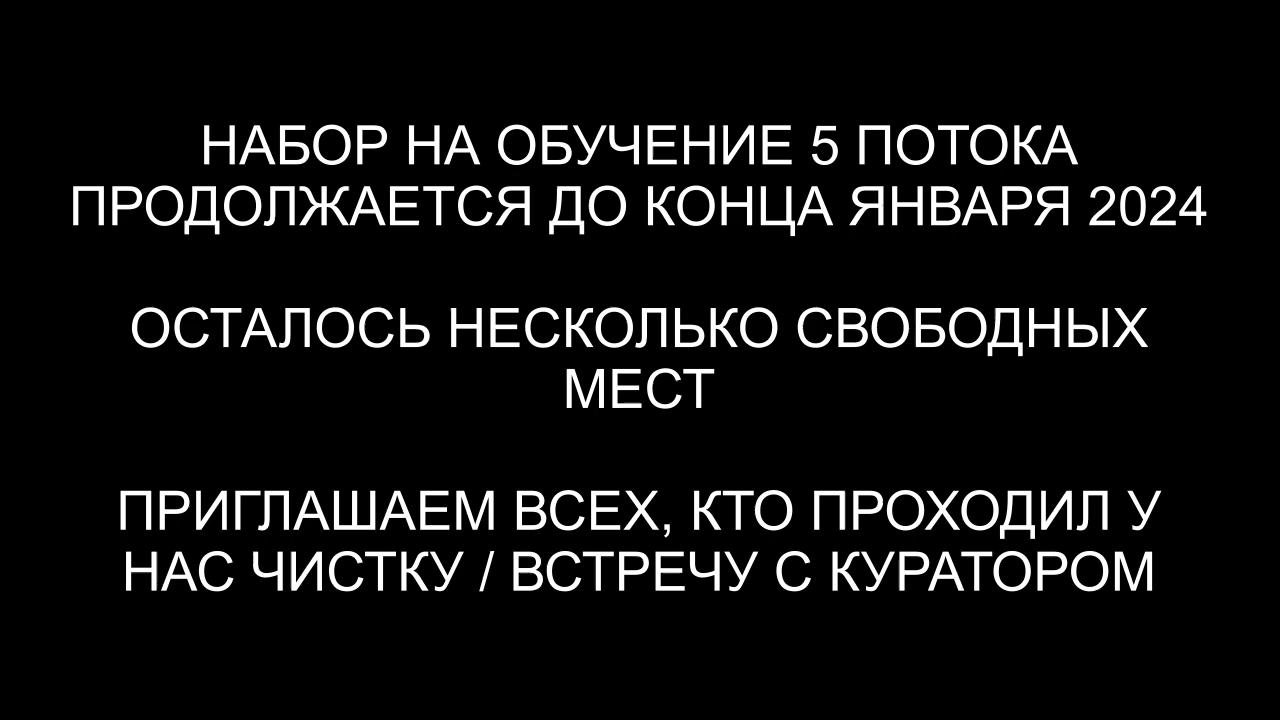 НАБОР НА ОБУЧЕНИЕ 5 ПОТОКА
ПРОДОЛЖАЕТСЯ ДО КОНЦА ЯНВАРЯ 2024
ОСТАЛОСЬ НЕСКОЛЬКО СВОБОДНЫХ
МЕСТ
ПРИГЛАШАЕМ ВСЕХ, КТО ПРОХОДИЛ У
НАС ЧИСТКУ / ВСТРЕЧУ С КУРАТОРОМ